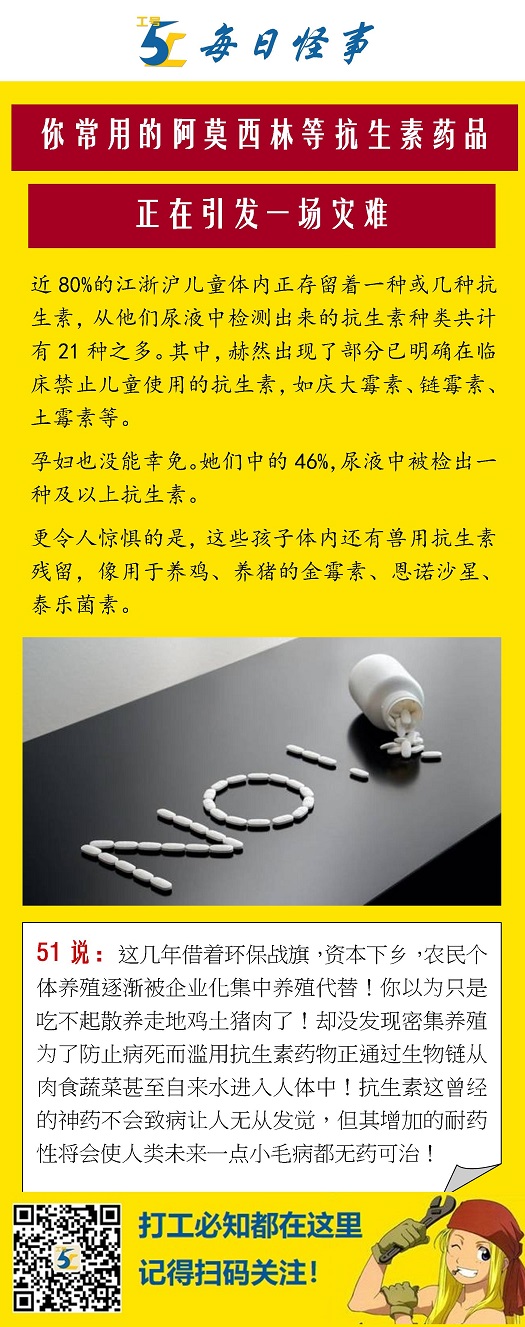 工号
51 每日怪事
你常用的阿莫西林等抗生素药品
正在引发一场灾难
近 80%的江浙沪儿童体内正存留着一种或几种抗
生素，从他们尿液中检测出来的抗生素种类共计
有 21 种之多。其中，赫然出现了部分已明确在临
床禁止儿童使用的抗生素，如庆大霉素、链霉素、
土霉素等。
孕妇也没能幸免。她们中的 46%，尿液中被检出一
种及以上抗生素。
更令人惊惧的是，这些孩子体内还有兽用抗生素
残留，像用于养鸡、养猪的金霉素、恩诺沙星、
泰乐菌素。
NO!
51 说：这几年借着环保战旗，资本下乡，农民个
体养殖逐渐被企业化集中养殖代替！你以为只是
吃不起散养走地鸡土猪肉了！却没发现密集养殖
为了防止病死而滥用抗生素药物正通过生物链从
肉食蔬菜甚至自来水进入人体中！抗生素这曾经
的神药不会致病让人无从发觉，但其增加的耐药
性将会使人类未来一点小毛病都无药可治！
打工必知都在这里
记得扫码关注！